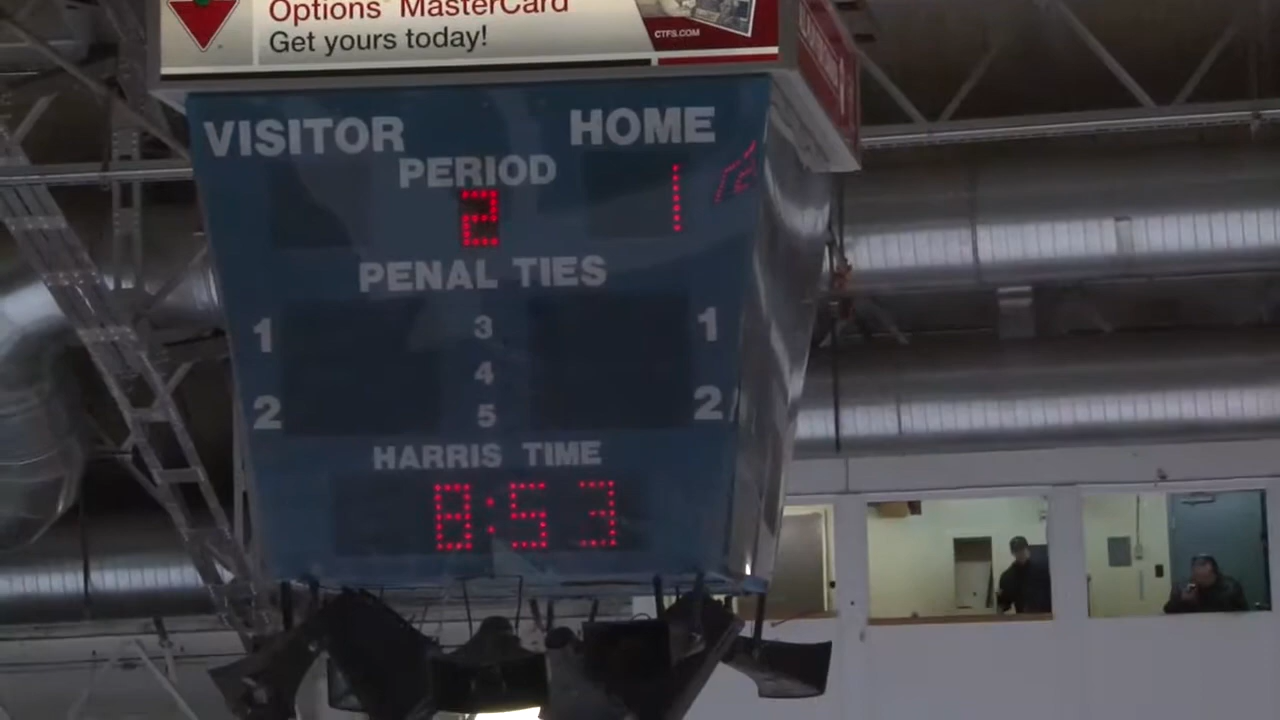 Options MasterCard
Get yours today!
CTFS.COM
VISITOR HOME
PERIOD
2 1
PENAL TIES
1 3 1
4
2 5 2
HARRIS TIME
8:53